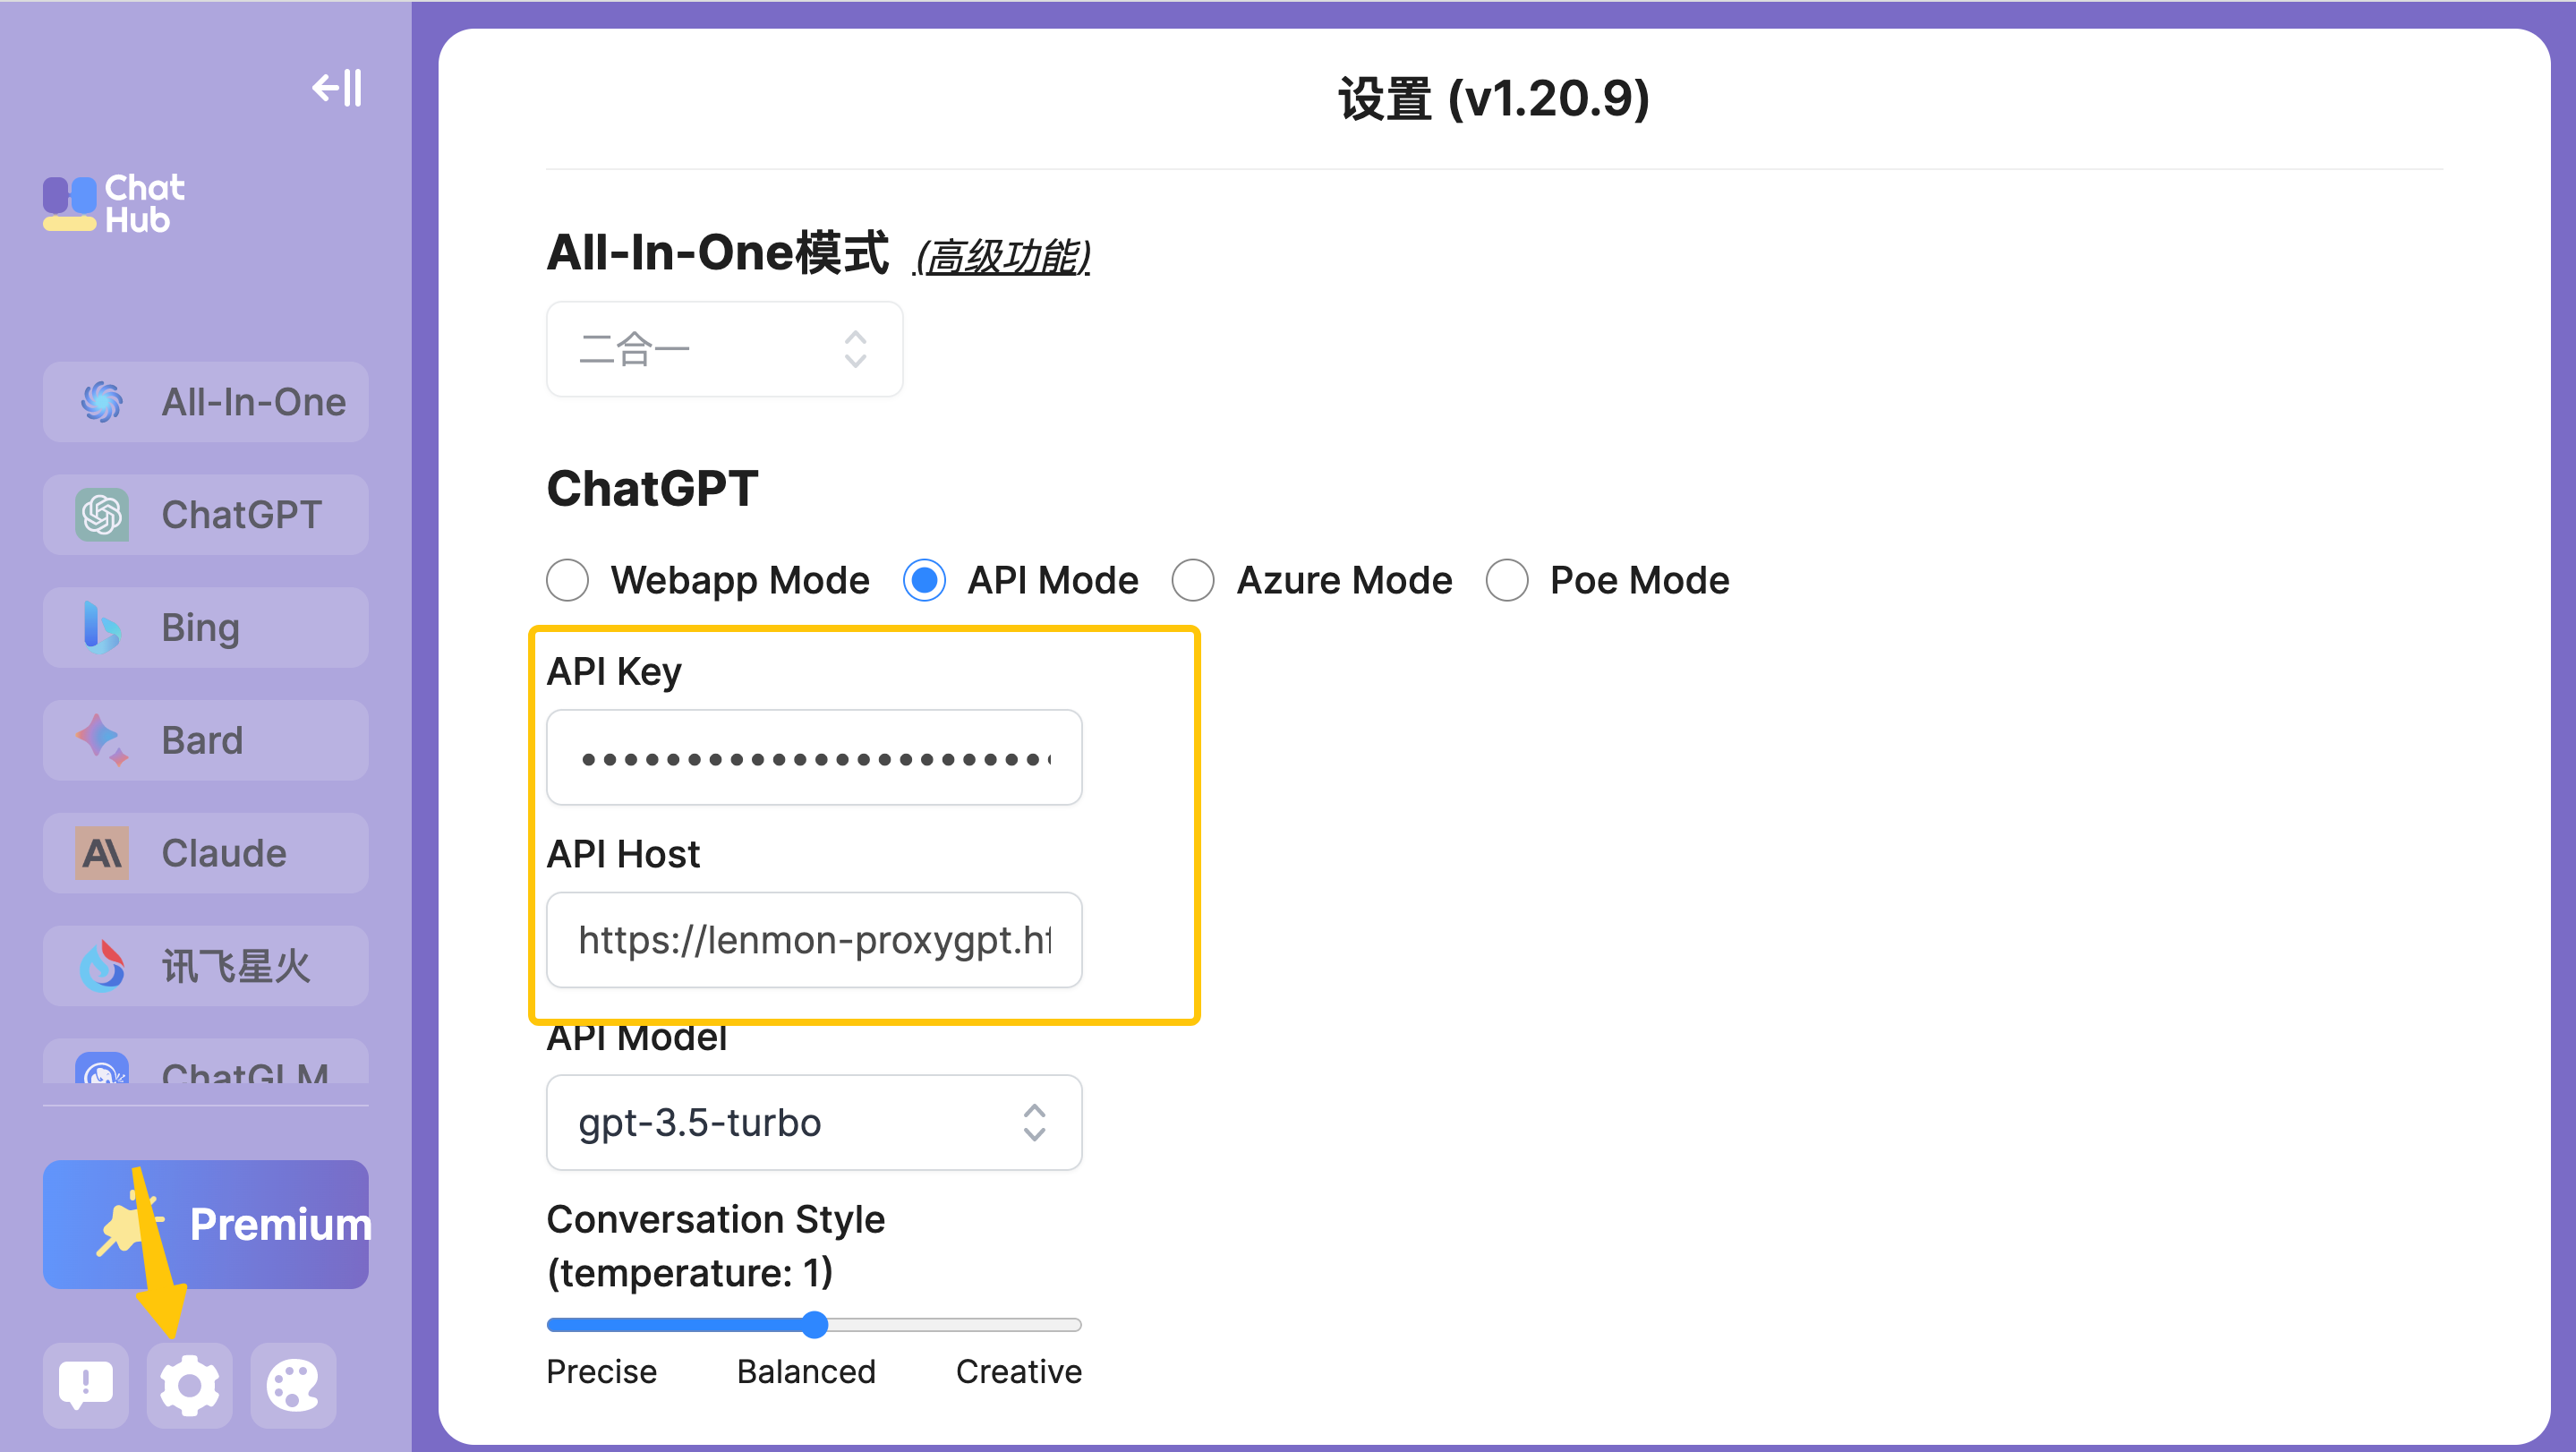 Chat
Hub
All-In-One
ChatGPT
Bing
Bard
Claude
讯飞星火
ChatGLM
Premium
设置 (v1.20.9)
All-In-One模式 (高级功能)
二合一
ChatGPT
Webapp Mode API Mode Azure Mode Poe Mode
API Key
••••••••••••••••••••••
API Host
https://lenmon-proxygpt.hf
API Model
gpt-3.5-turbo
Conversation Style
(temperature: 1)
Precise Balanced Creative